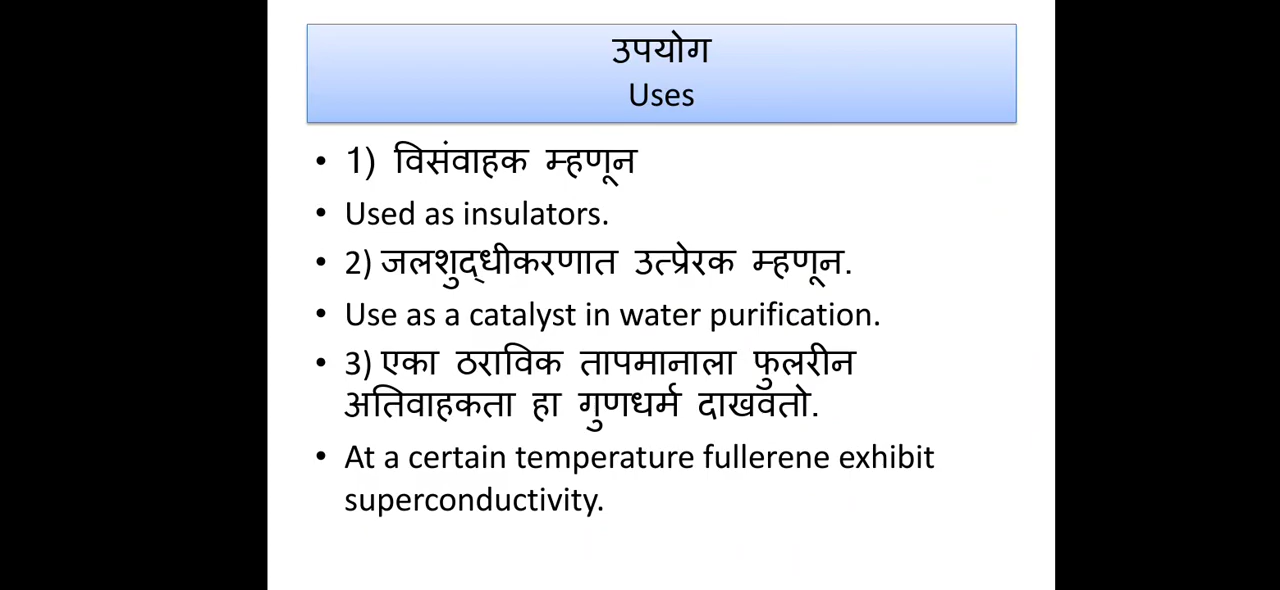 उपयोग
Uses
• 1) विसंवाहक म्हणून
• Used as insulators.
• 2) जलशुद्धीकरणात उत्प्रेरक म्हणून.
• Use as a catalyst in water purification.
• 3) एका ठराविक तापमानाला फुलरीन
अतिवाहकता हा गुणधर्म दाखवतो.
• At a certain temperature fullerene exhibit
superconductivity.